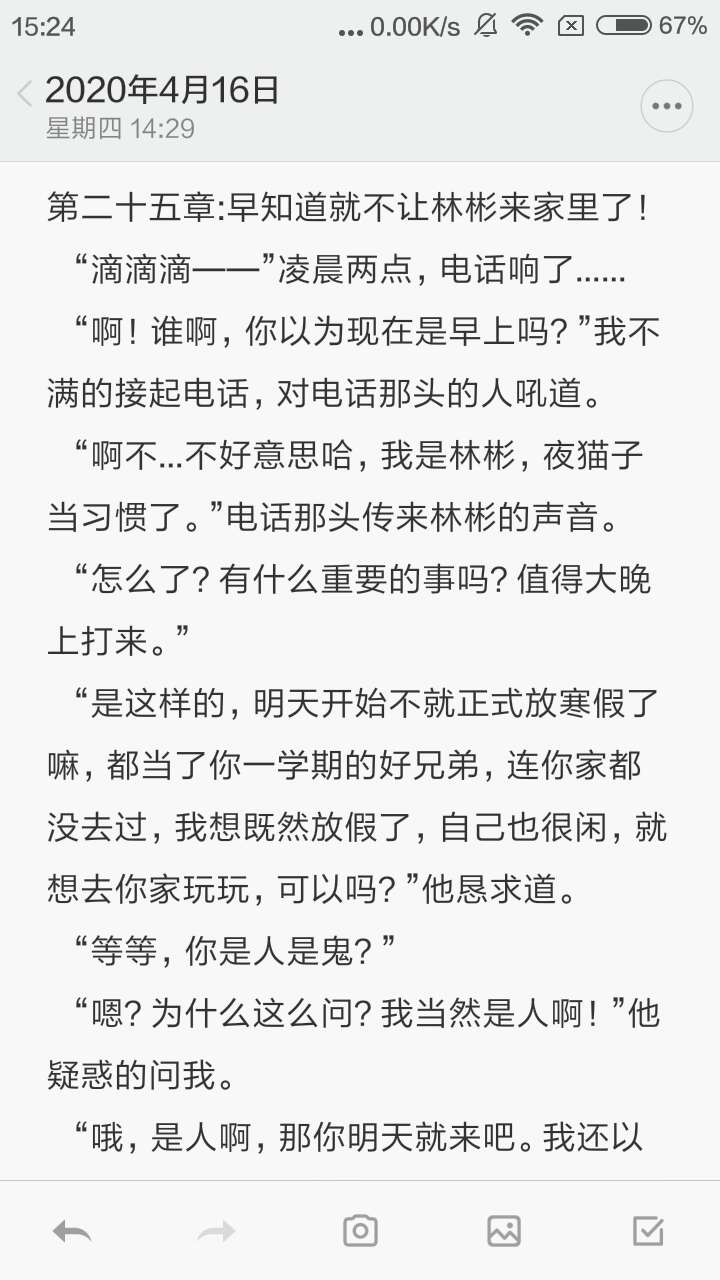 15:24
... 0.00K/s 67%
2020年4月16日
星期四 14:29
第二十五章:早知道就不让林彬来家里了！
“滴滴滴——”凌晨两点，电话响了......
“啊！谁啊，你以为现在是早上吗？”我不
满的接起电话，对电话那头的人吼道。
“啊不...不好意思哈，我是林彬，夜猫子
当习惯了。”电话那头传来林彬的声音。
“怎么了？有什么重要的事吗？值得大晚
上打来。”
“是这样的，明天开始不就正式放寒假了
嘛，都当了你一学期的好兄弟，连你家都
没去过，我想既然放假了，自己也很闲，就
想去你家玩玩，可以吗？”他恳求道。
“等等，你是人是鬼？”
“嗯？为什么这么问？我当然是人啊！”他
疑惑的问我。
“哦，是人啊，那你明天就来吧。我还以